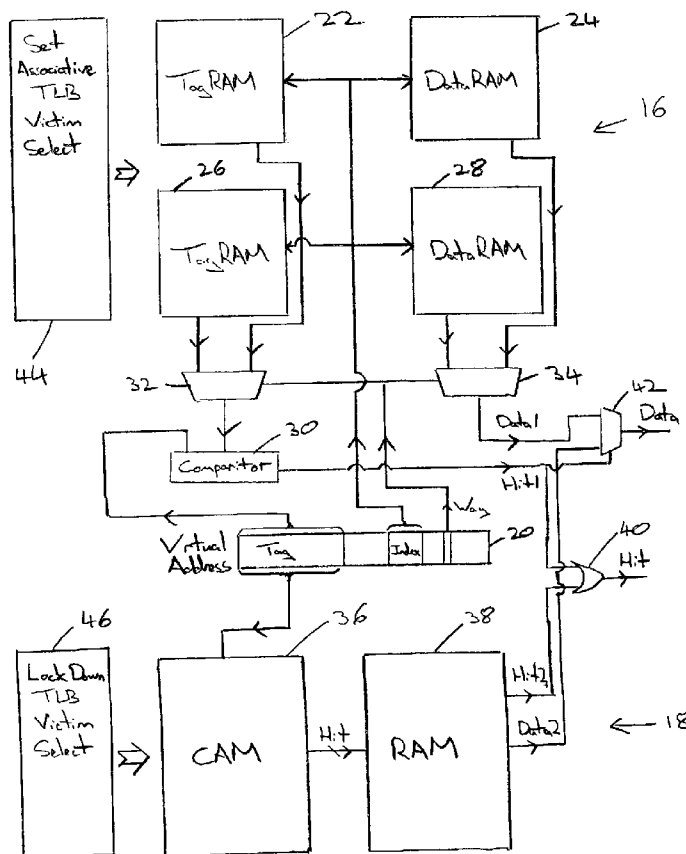 22
24
Set
Associative
TLB
Victim
Select
Tag RAM
Data RAM
16
26
28
Tag RAM
Data RAM
44
32
34
42
Data1
Data
30
Comparitor
Hit1
Way
Virtual
Address
Tag
Index
20
40
Hit
46
36
38
Lock Down
TLB
Victim
Select
CAM
Hit
RAM
Hit2
Data2
18